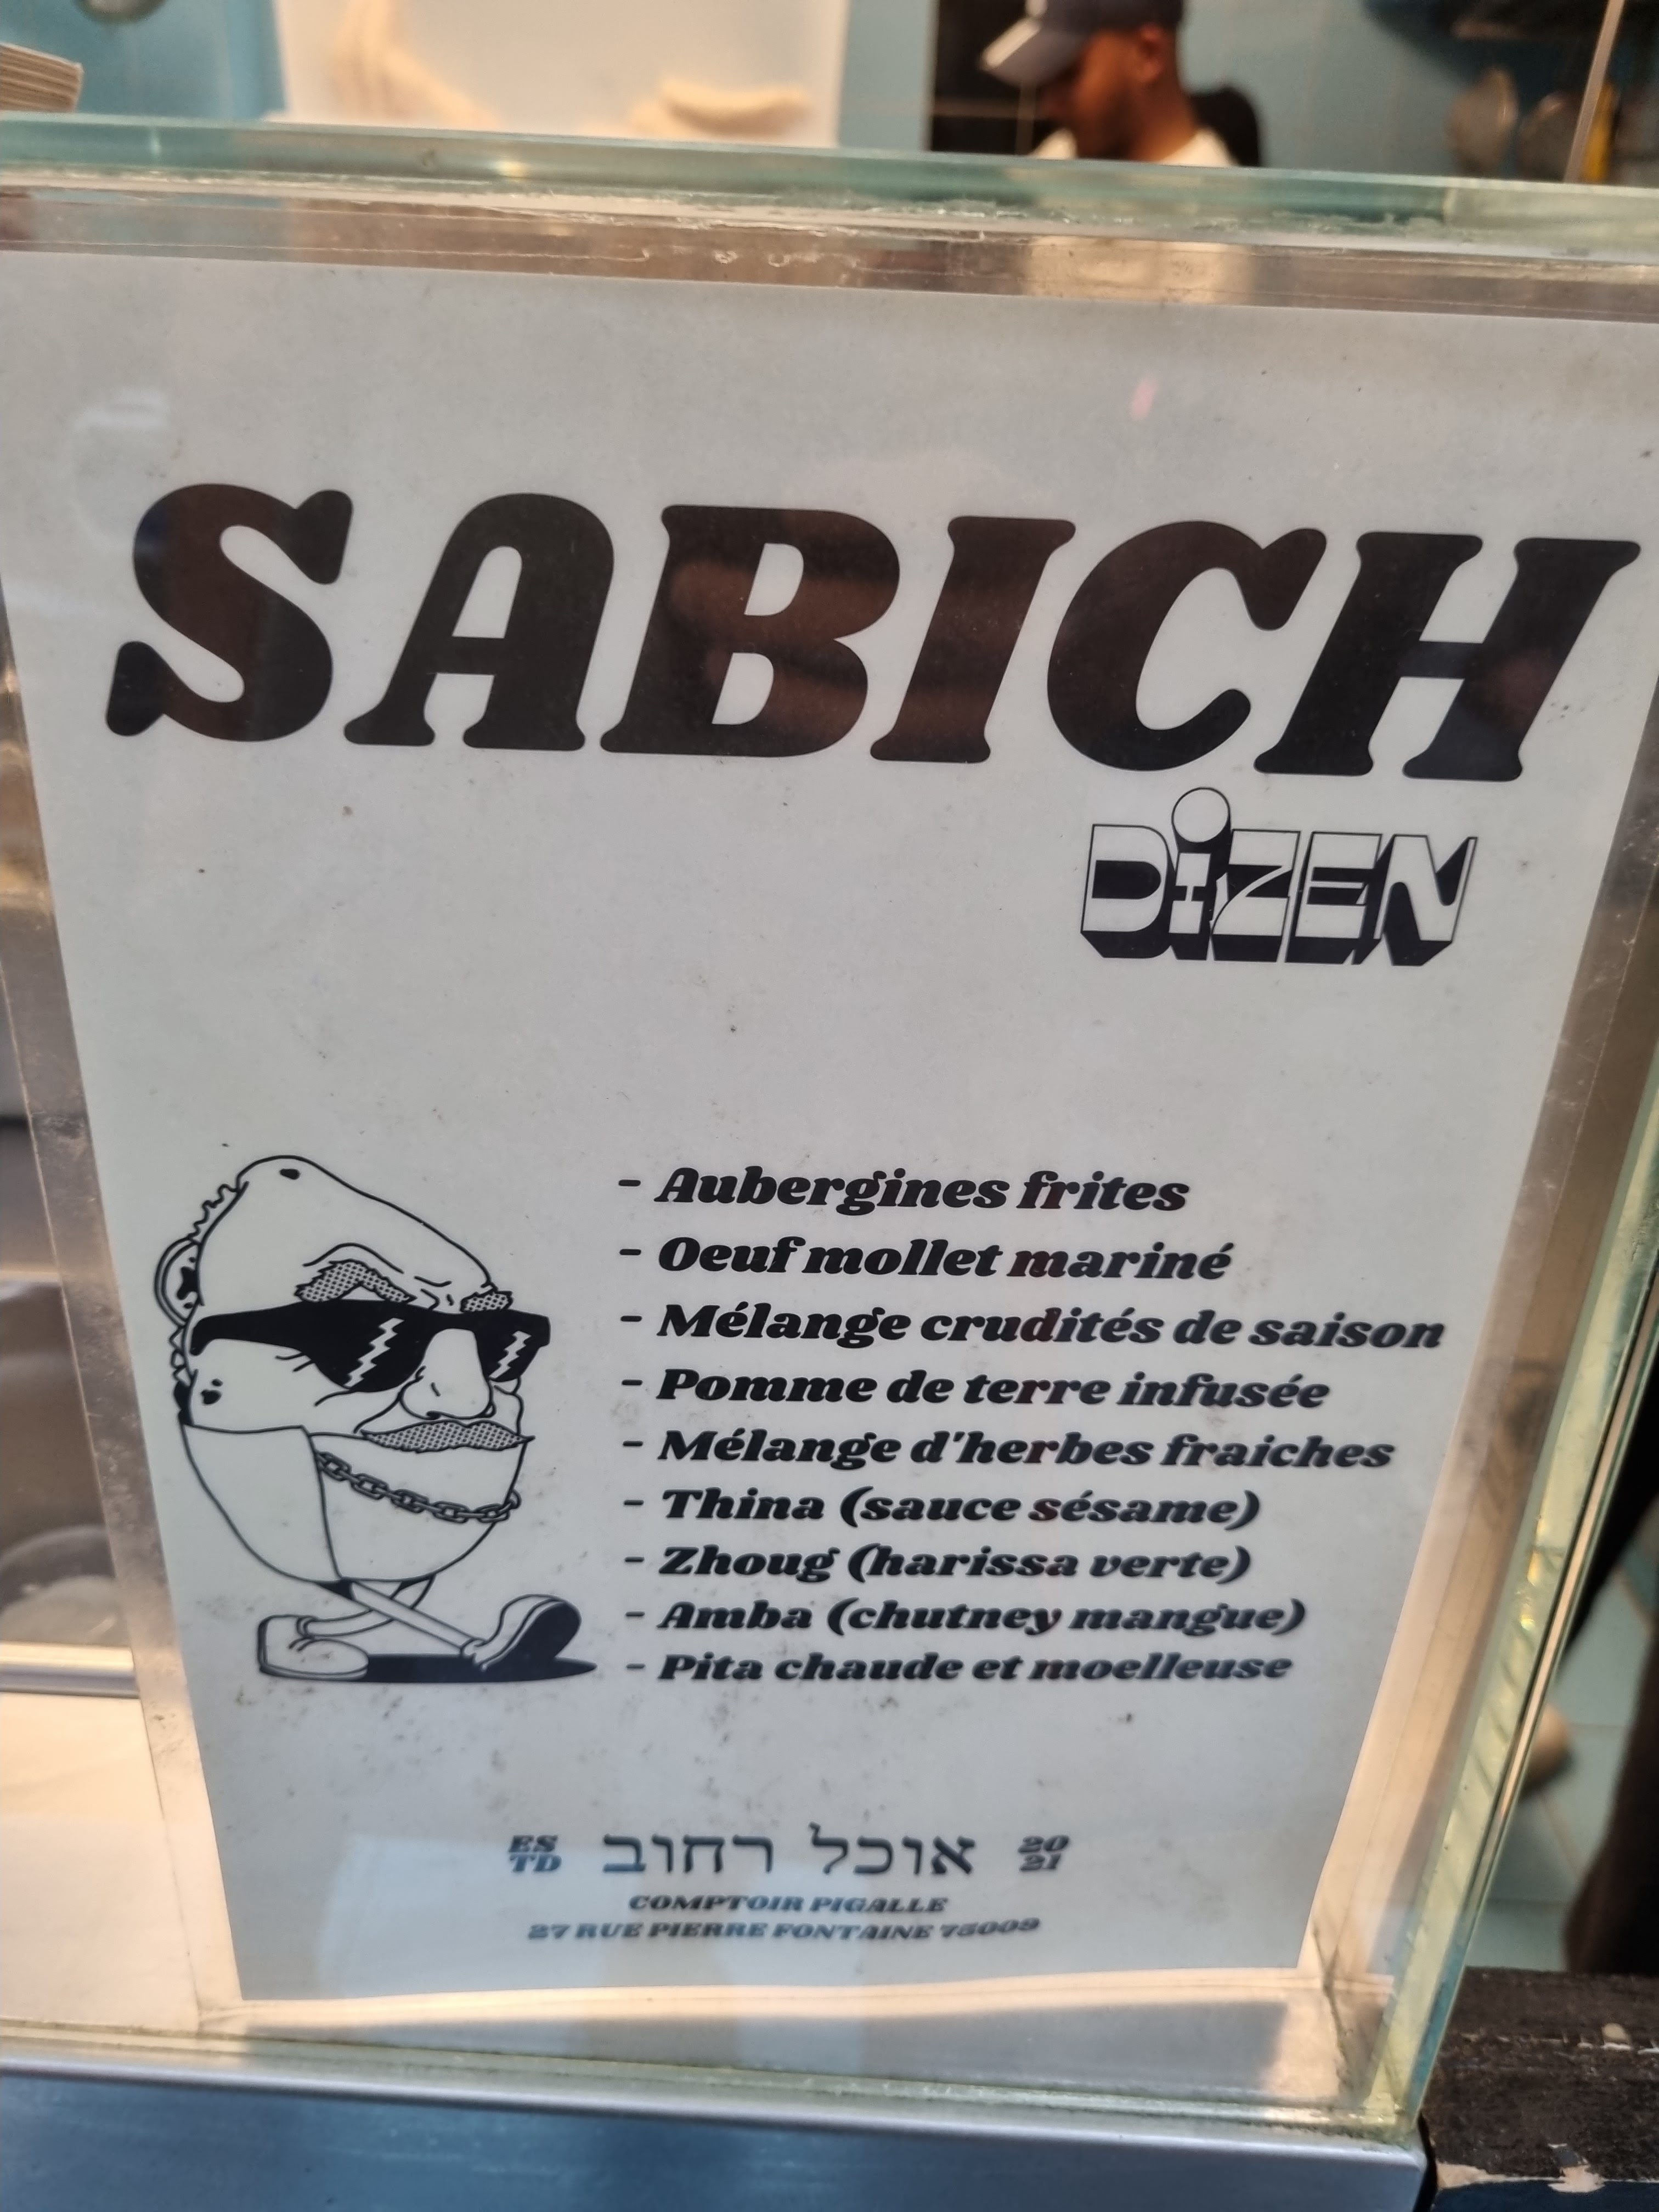 SABICH
DiZEN
- Aubergines frites
- Oeuf mollet mariné
- Mélange crudités de saison
- Pomme de terre infusée
- Mélange d'herbes fraiches
- Thina (sauce sésame)
- Zhoug (harissa verte)
- Amba (chutney mangue)
- Pita chaude et moelleuse
ES TD אוכל רחוב 20 21
COMPTOIR PIGALLE
27 RUE PIERRE FONTAINE 75009